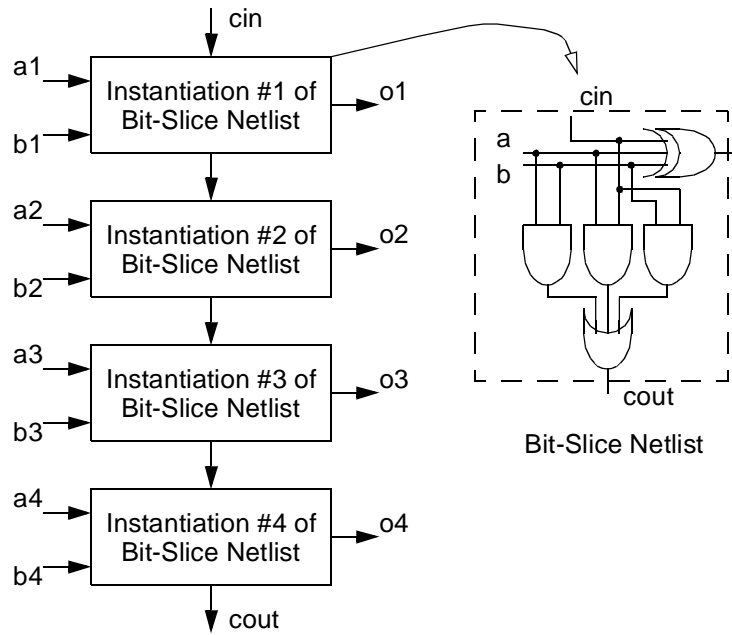 cin
a1
Instantiation #1 of
Bit-Slice Netlist
o1
b1
a2
Instantiation #2 of
Bit-Slice Netlist
o2
b2
a3
Instantiation #3 of
Bit-Slice Netlist
o3
b3
a4
Instantiation #4 of
Bit-Slice Netlist
o4
b4
cout
cin
a
b
cout
Bit-Slice Netlist